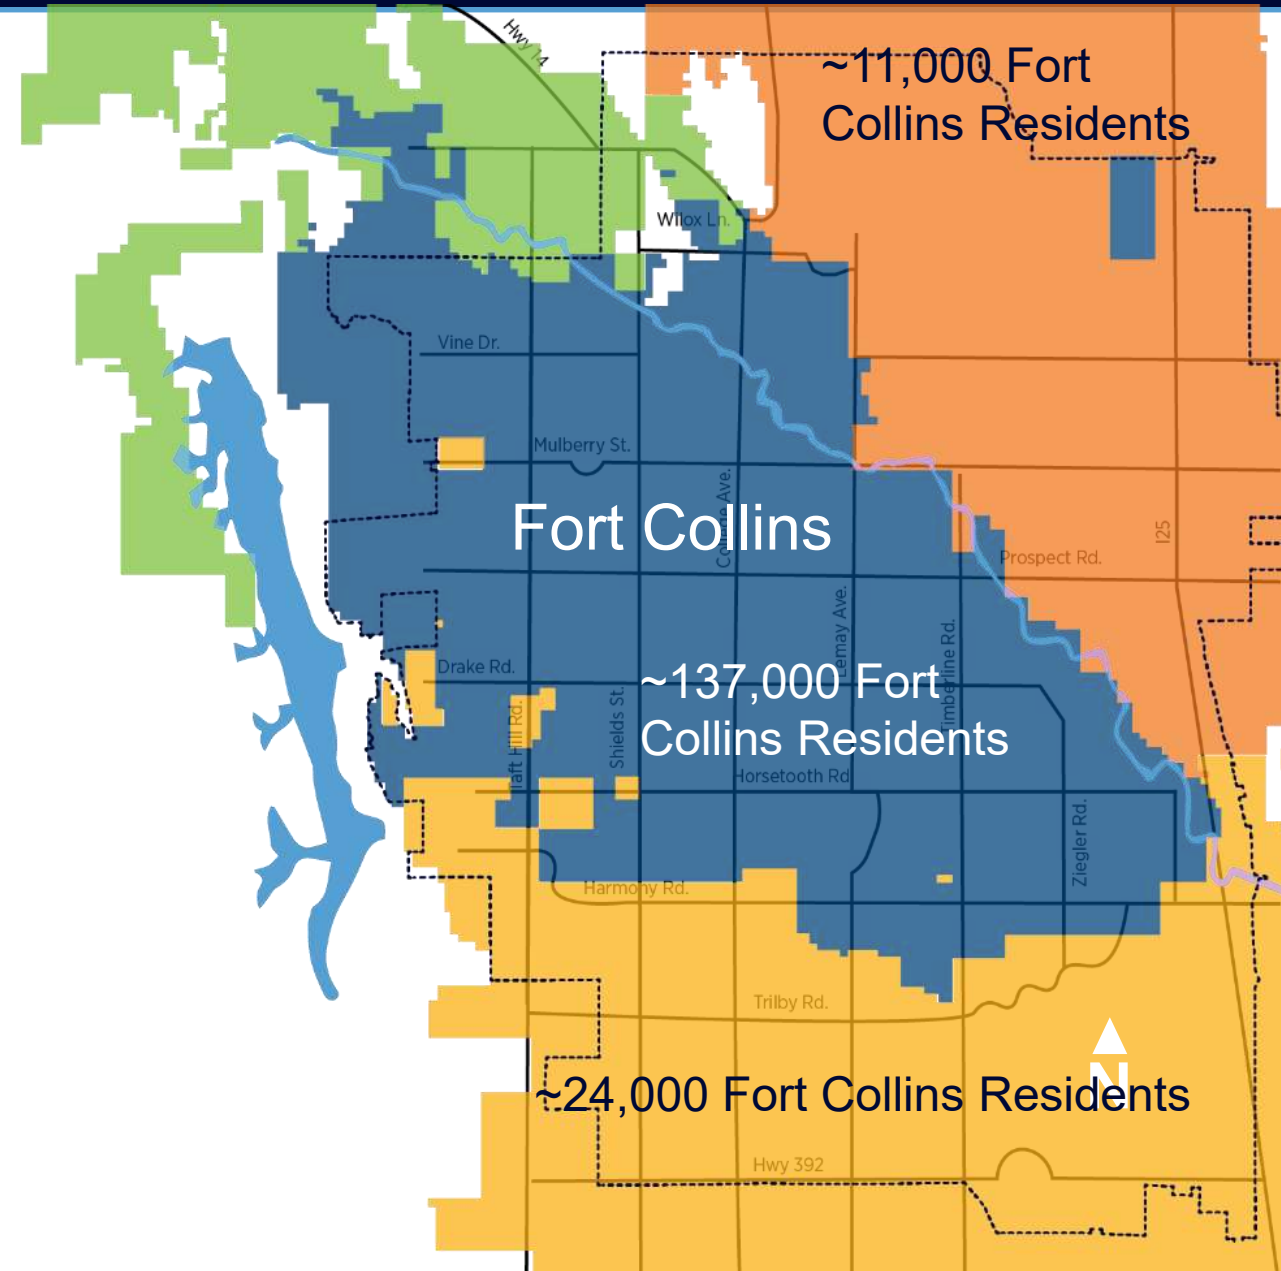 Hwy 14
~11,000 Fort
Collins Residents
Wilox Ln.
Vine Dr.
Mulberry St.
Fort Collins
College Ave.
I25
Prospect Rd.
Lemay Ave.
Timberline Rd.
Drake Rd.
~137,000 Fort
Collins Residents
Taft Hill Rd.
Shields St.
Horsetooth Rd
Ziegler Rd.
Harmony Rd.
Trilby Rd.
N
~24,000 Fort Collins Residents
Hwy 392